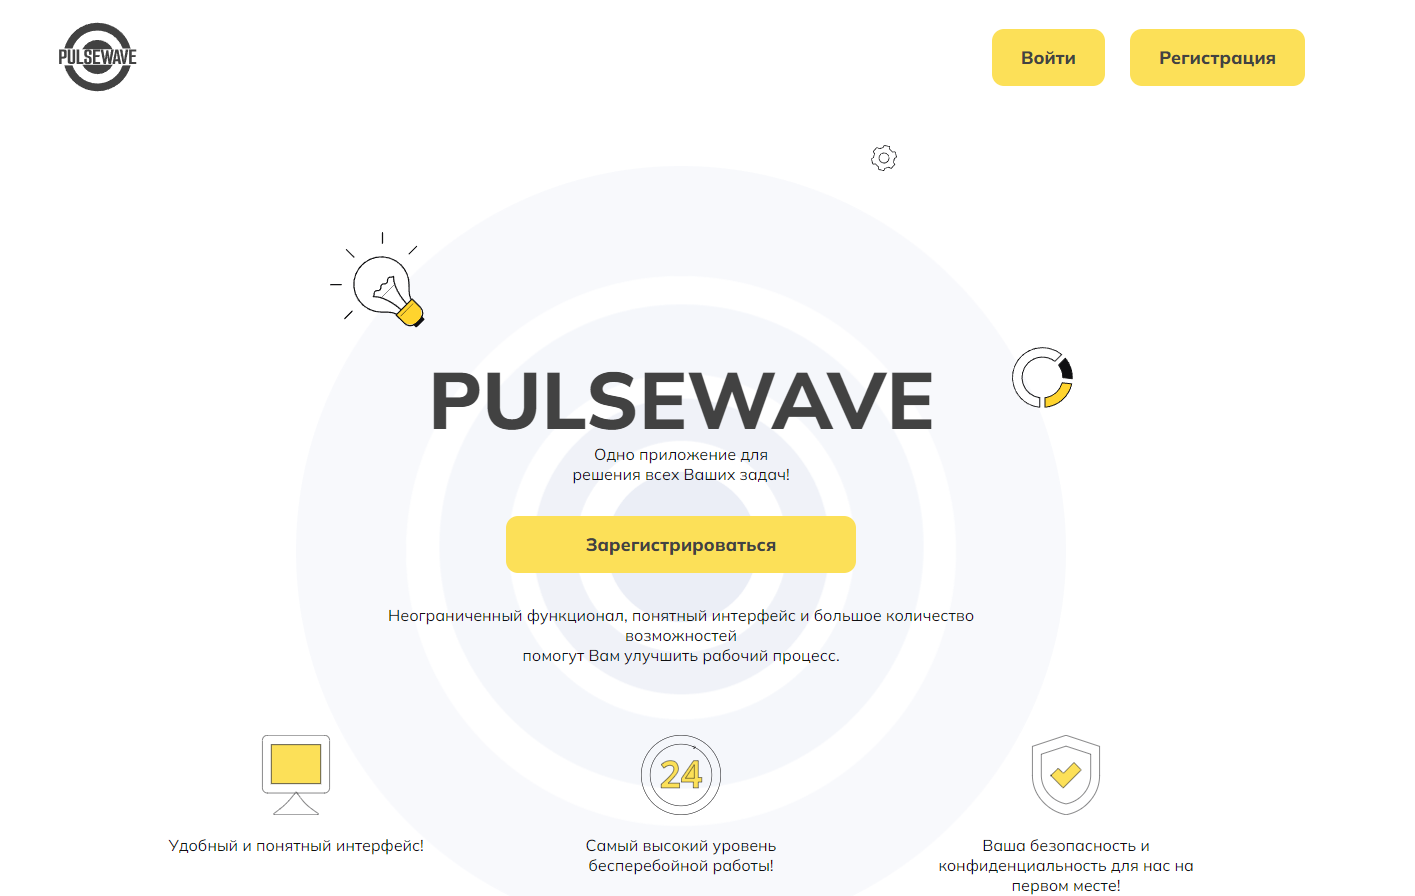 PULSEWAVE
Войти
Регистрация
PULSEWAVE
Одно приложение для
решения всех Ваших задач!
Зарегистрироваться
Неограниченный функционал, понятный интерфейс и большое количество
возможностей
помогут Вам улучшить рабочий процесс.
24
Удобный и понятный интерфейс!
Самый высокий уровень
бесперебойной работы!
Ваша безопасность и
конфиденциальность для нас на
первом месте!